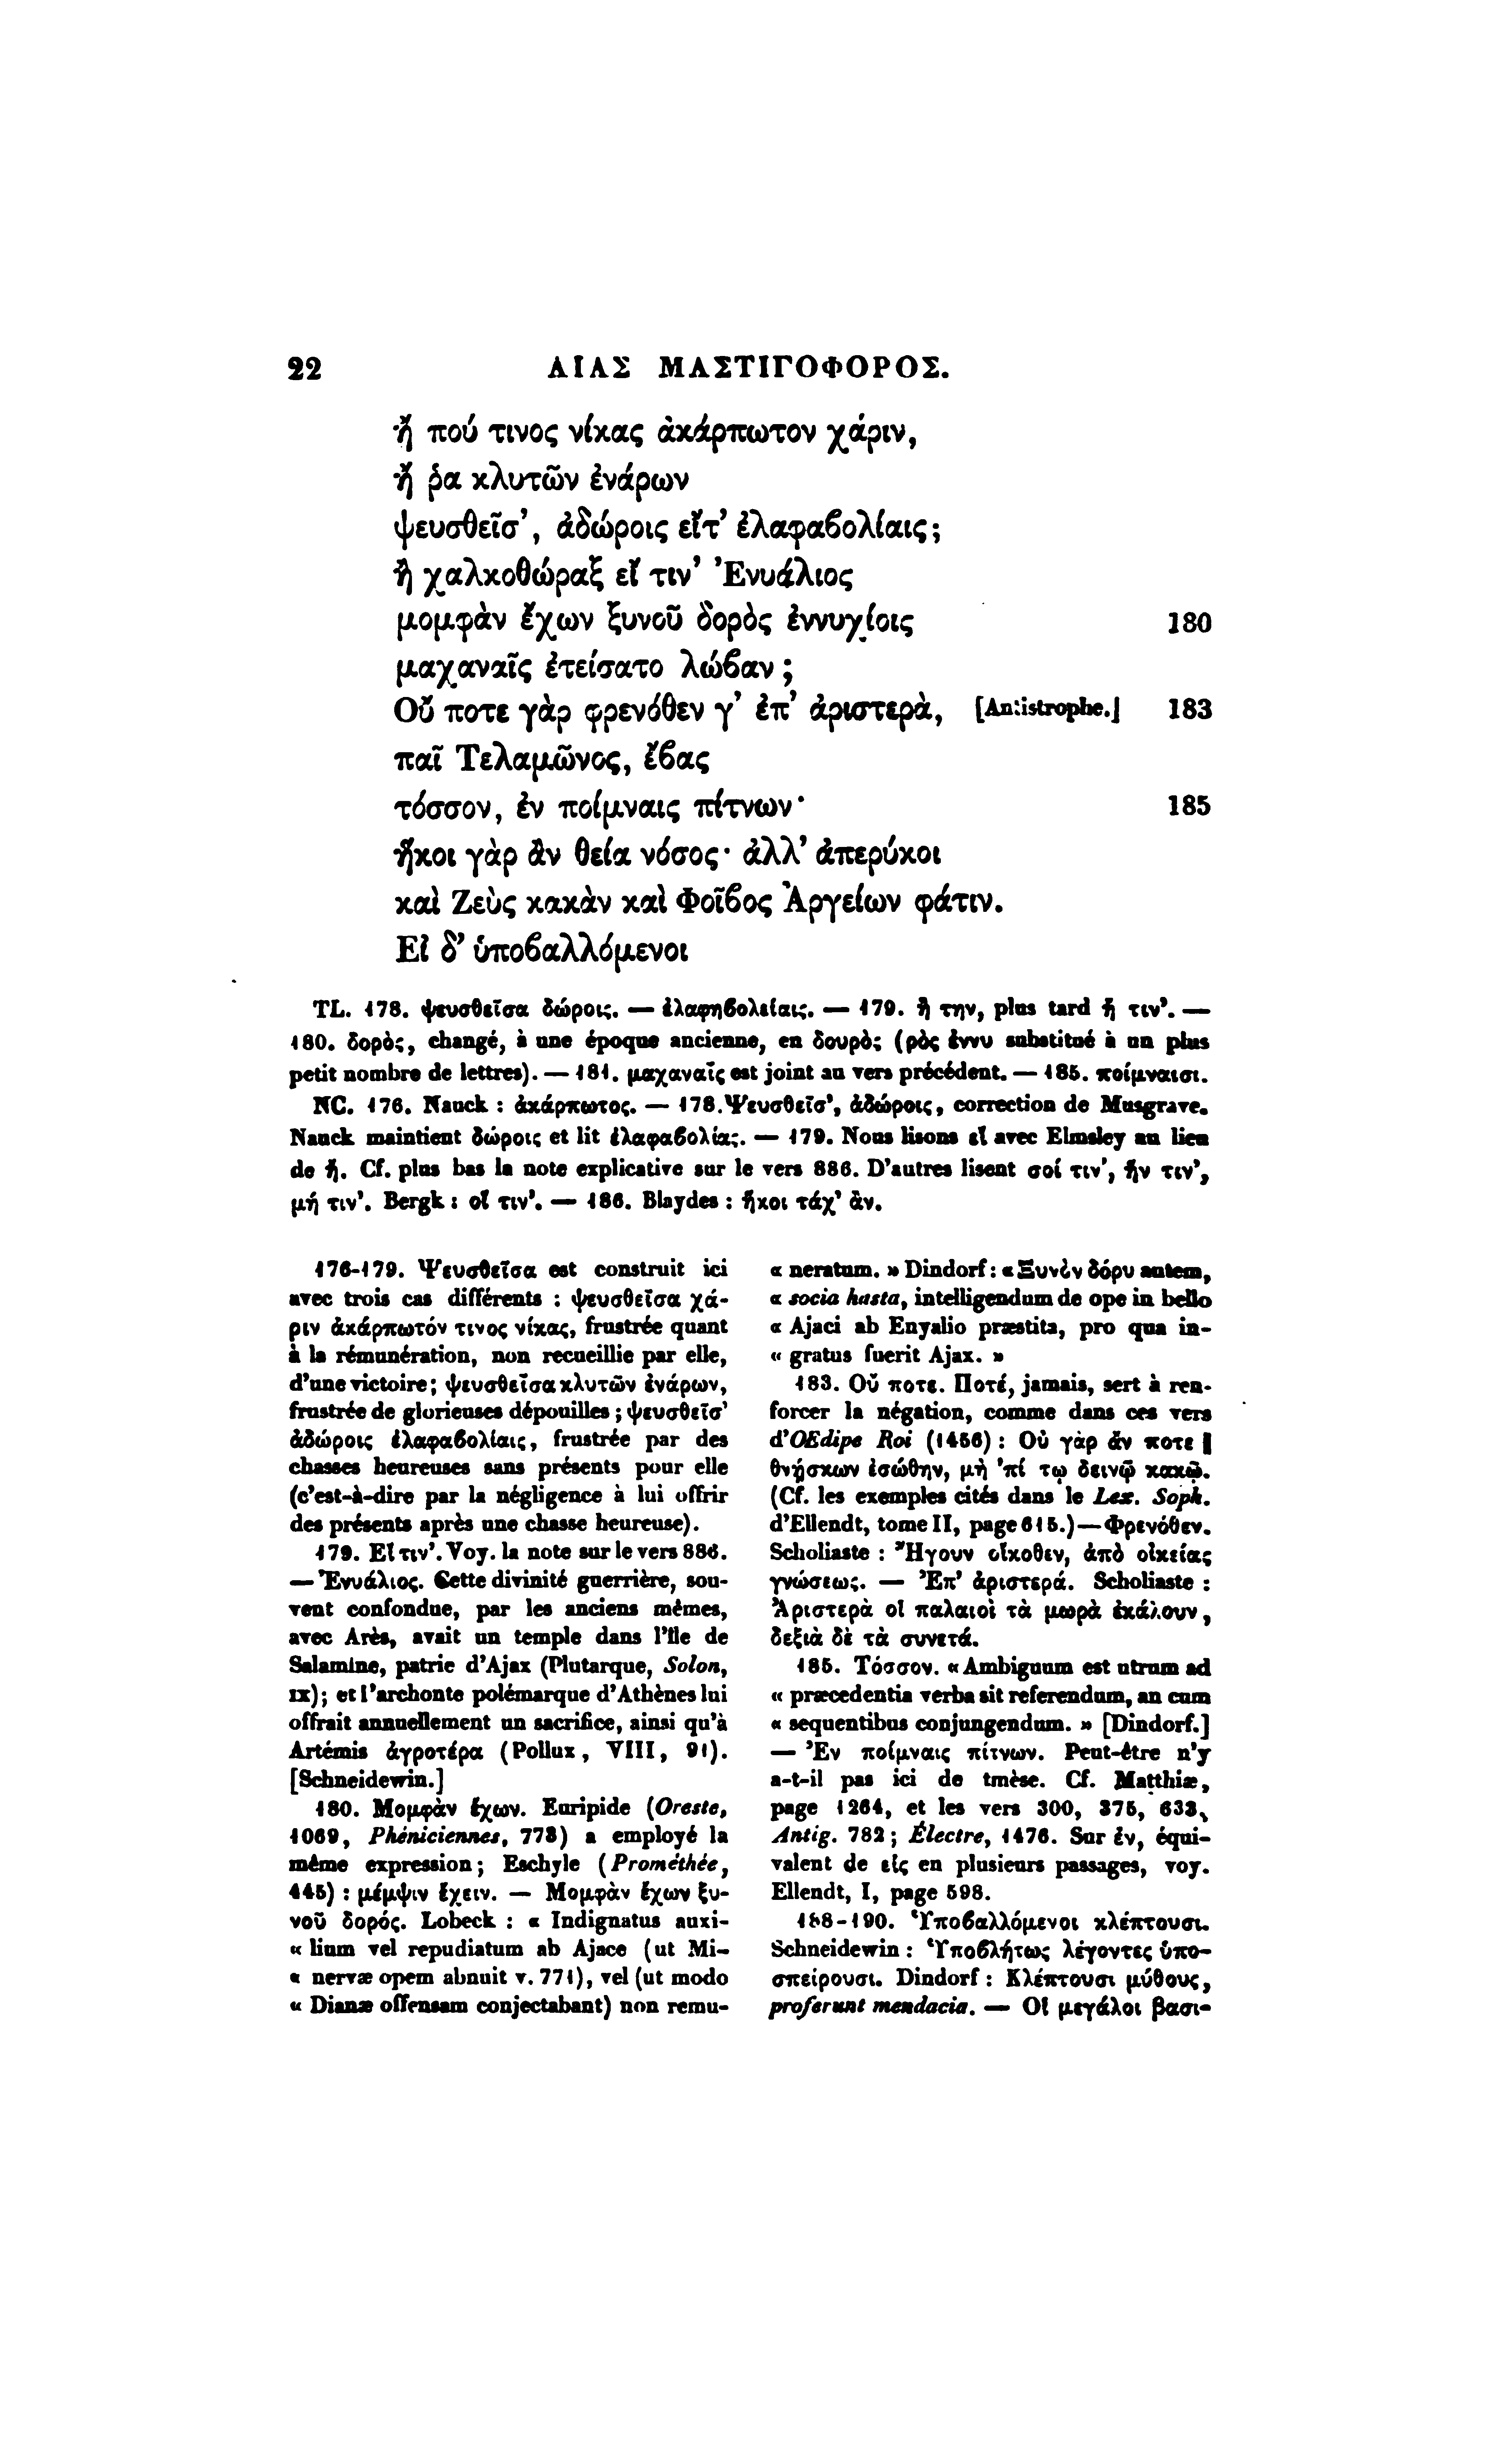 22 ΑΙΑΣ ΜΑΣΤΙΓΟΦΟΡΟΣ.
ἤ πού τινος νίκας ἀκάρπωτον χάριν,
ἤ ῥα κλυτῶν ἐνάρων
ψευσθεῖσ’, ἀδώροις εἴτ’ ἐλαφαϐολίαις;
ἢ χαλκοθώραξ εἴ τιν’ Ἐνυάλιος
μομφὰν ἔχων ξυνοῦ δορὸς ἐννυχίοις 180
μαχαναῖς ἐτείσατο λώϐαν;
Οὔ ποτε γὰρ φρενόθεν γ’ ἐπ’ ἀριστερὰ, [Antistrophe.] 183
παῖ Τελαμῶνος, ἔϐας
τόσσον, ἐν ποίμναις πίτνων· 185
ἥκοι γὰρ ἂν θεία νόσος· ἀλλ’ ἀπερύκοι
καὶ Ζεὺς κακὰν καὶ Φοῖϐος Ἀργείων φάτιν.
Εἰ δ’ ὑποϐαλλόμενοι
TL. 178. ψευσθεῖσα δώροις. — ἐλαφηϐολείαις. — 179. ἢ την, plus tard ἤ τιν’. —
180. δορὸς, changé, à une époque ancienne, en δουρὸς (ρὸς ἐννυ substitué à un plus
petit nombre de lettres). — 181. μαχαναῖς est joint au vers précédent. — 185. ποίμναισι.
NC. 176. Nauck : ἀκάρπωτος. — 178. Ψευσθεῖσ’, ἀδώροις, correction de Musgrave.
Nauck maintient δώροις et lit ἐλαφαϐολίας. — 179. Nous lisons εἴ avec Elmsley au lieu
de ἤ. Cf. plus bas la note explicative sur le vers 886. D’autres lisent σοί τιν’, ἥν τιν’,
μή τιν’. Bergk : οἴ τιν’. — 186. Blaydes : ἥκοι τάχ’ ἄν.
176-179. Ψευσθεῖσα est construit ici
avec trois cas différents : ψευσθεῖσα χά-
ριν ἀκάρπωτόν τινος νίκας, frustrée quant
à la rémunération, non recueillie par elle,
d’une victoire; ψευσθεῖσα κλυτῶν ἐνάρων,
frustrée de glorieuses dépouilles; ψευσθεῖσ’
ἀδώροις ἐλαφαϐολίαις, frustrée par des
chasses heureuses sans présents pour elle
(c’est-à-dire par la négligence à lui offrir
des présents après une chasse heureuse).
179. Εἴ τιν’. Voy. la note sur le vers 886.
— Ἐνυάλιος. Cette divinité guerrière, sou-
vent confondue, par les anciens mêmes,
avec Arès, avait un temple dans l’île de
Salamine, patrie d’Ajax (Plutarque, Solon,
IX); et l’archonte polémarque d’Athènes lui
offrait annuellement un sacrifice, ainsi qu’à
Artémis ἀγροτέρα (Pollux, VIII, 91).
[Schneidewin.]
180. Μομφὰν ἔχων. Euripide (Oreste,
1069, Phéniciennes, 773) a employé la
même expression; Eschyle (Prométhée,
445) : μέμψιν ἔχειν. — Μομφὰν ἔχων ξυ-
νοῦ δορός. Lobeck : « Indignatus auxi-
« lium vel repudiatum ab Ajace (ut Mi-
« nervæ opem abnuit v. 771), vel (ut modo
« Dianæ offensam conjectabant) non remu-
« neratum. » Dindorf : « Ξυνὸν δόρυ autem,
« socia hasta, intelligendum de ope in bello
« Ajaci ab Enyalio præstita, pro qua in-
« gratus fuerit Ajax. »
183. Οὔ ποτε. Ποτέ, jamais, sert à ren-
forcer la négation, comme dans ces vers
d’OEdipe Roi (1456) : Οὐ γὰρ ἄν ποτε |
θνῄσκων ἐσώθην, μὴ ’πί τῳ δεινῷ κακῷ.
(Cf. les exemples cités dans le Lex. Soph.
d’Ellendt, tome II, page 615.) — Φρενόθεν.
Scholiaste : Ἤγουν οἴκοθεν, ἀπὸ οἰκείας
γνώσεως. — Ἐπ’ ἀριστερά. Scholiaste :
Ἀριστερὰ οἱ παλαιοὶ τὰ μωρὰ ἐκάλουν,
δεξιὰ δὲ τὰ συνετά.
185. Τόσσον. « Ambiguum est utrum ad
« præcedentia verba sit referendum, an cum
« sequentibus conjungendum. » [Dindorf.]
— Ἐν ποίμναις πίτνων. Peut-être n’y
a-t-il pas ici de tmèse. Cf. Matthiæ,
page 1264, et les vers 300, 375, 633,
Antig. 782; Électre, 1476. Sur ἐν, équi-
valent de εἰς en plusieurs passages, voy.
Ellendt, I, page 598.
188-190. Ὑποϐαλλόμενοι κλέπτουσι.
Schneidewin : Ὑποϐλήτως λέγοντες ὑπο-
σπείρουσι. Dindorf : Κλέπτουσι μύθους,
proferunt mendacia. — Οἱ μεγάλοι βασι-